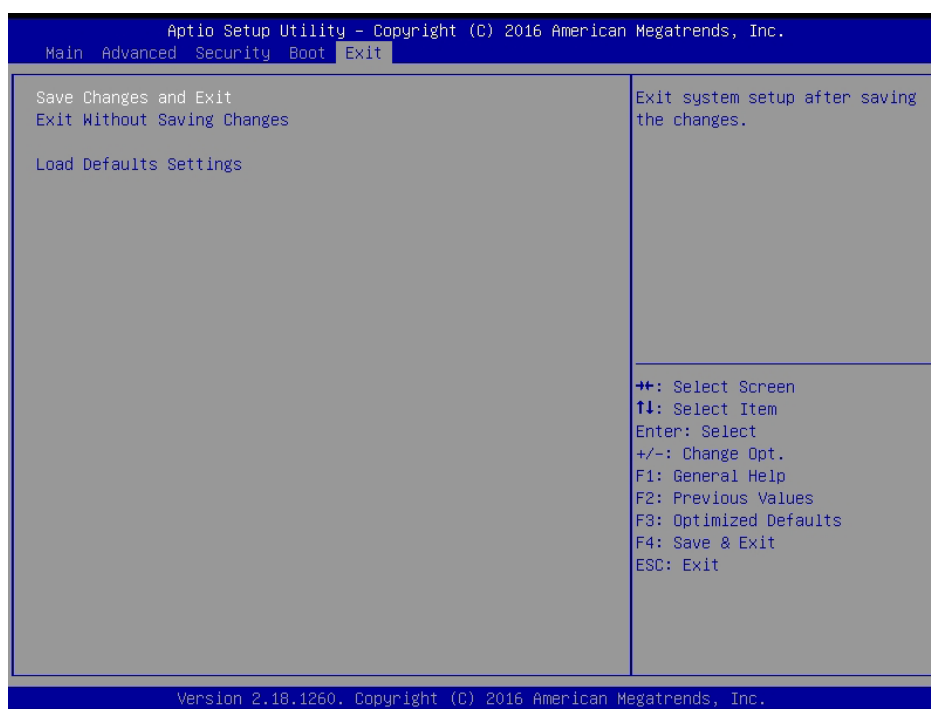 Aptio Setup Utility – Copyright (C) 2016 American Megatrends, Inc.
Main Advanced Security Boot Exit
Save Changes and Exit
Exit Without Saving Changes
Load Defaults Settings
Exit system setup after saving
the changes.
→←: Select Screen
↑↓: Select Item
Enter: Select
+/-: Change Opt.
F1: General Help
F2: Previous Values
F3: Optimized Defaults
F4: Save & Exit
ESC: Exit
Version 2.18.1260. Copyright (C) 2016 American Megatrends, Inc.